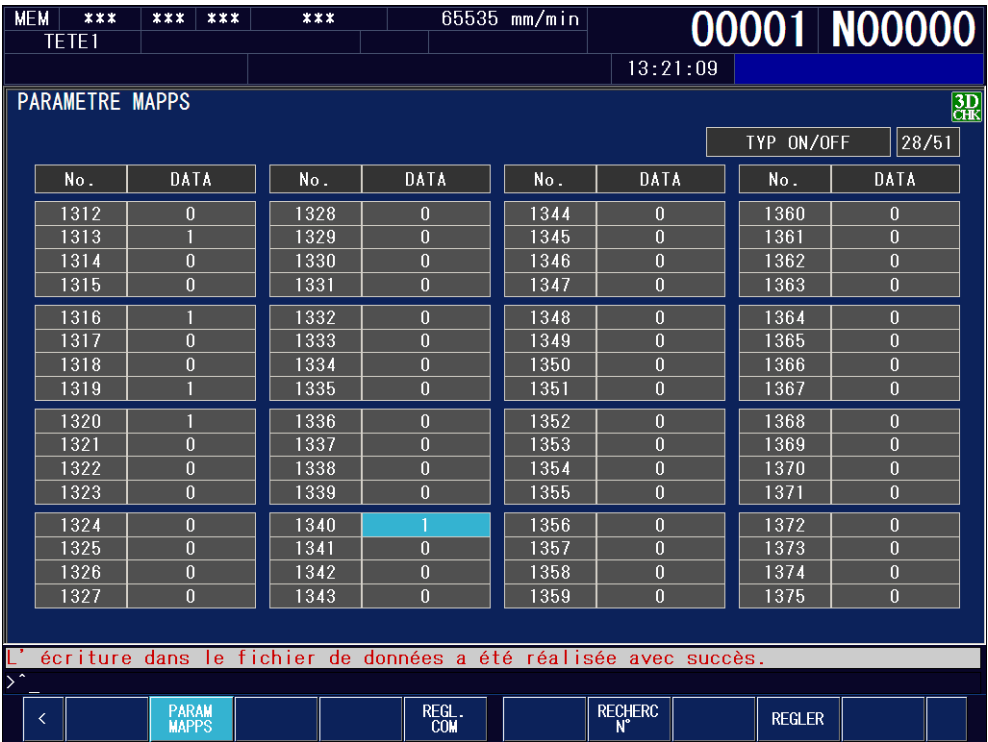 MEM *** *** *** *** 65535 mm/min 00001 N00000
TETE1
13:21:09
PARAMETRE MAPPS 3D CHK
TYP ON/OFF 28/51
No. DATA No. DATA No. DATA No. DATA
1312 0 1328 0 1344 0 1360 0
1313 1 1329 0 1345 0 1361 0
1314 0 1330 0 1346 0 1362 0
1315 0 1331 0 1347 0 1363 0
1316 1 1332 0 1348 0 1364 0
1317 0 1333 0 1349 0 1365 0
1318 0 1334 0 1350 0 1366 0
1319 1 1335 0 1351 0 1367 0
1320 1 1336 0 1352 0 1368 0
1321 0 1337 0 1353 0 1369 0
1322 0 1338 0 1354 0 1370 0
1323 0 1339 0 1355 0 1371 0
1324 0 1340 1 1356 0 1372 0
1325 0 1341 0 1357 0 1373 0
1326 0 1342 0 1358 0 1374 0
1327 0 1343 0 1359 0 1375 0
L' écriture dans le fichier de données a été réalisée avec succès.
>^_
< PARAM MAPPS REGL. COM RECHERC N° REGLER